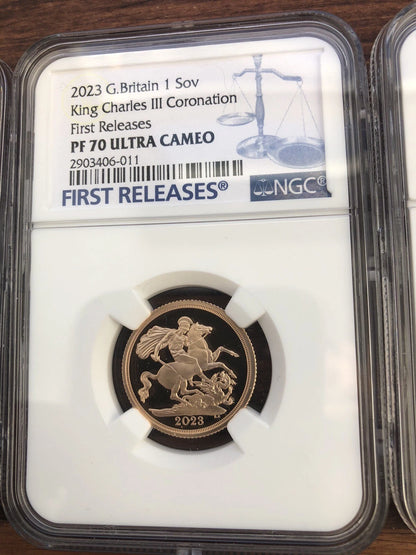 2023 G.Britain 1 Sov
King Charles III Coronation
First Releases
PF 70 ULTRA CAMEO
2903406-011
FIRST RELEASES®
NGC®
2023